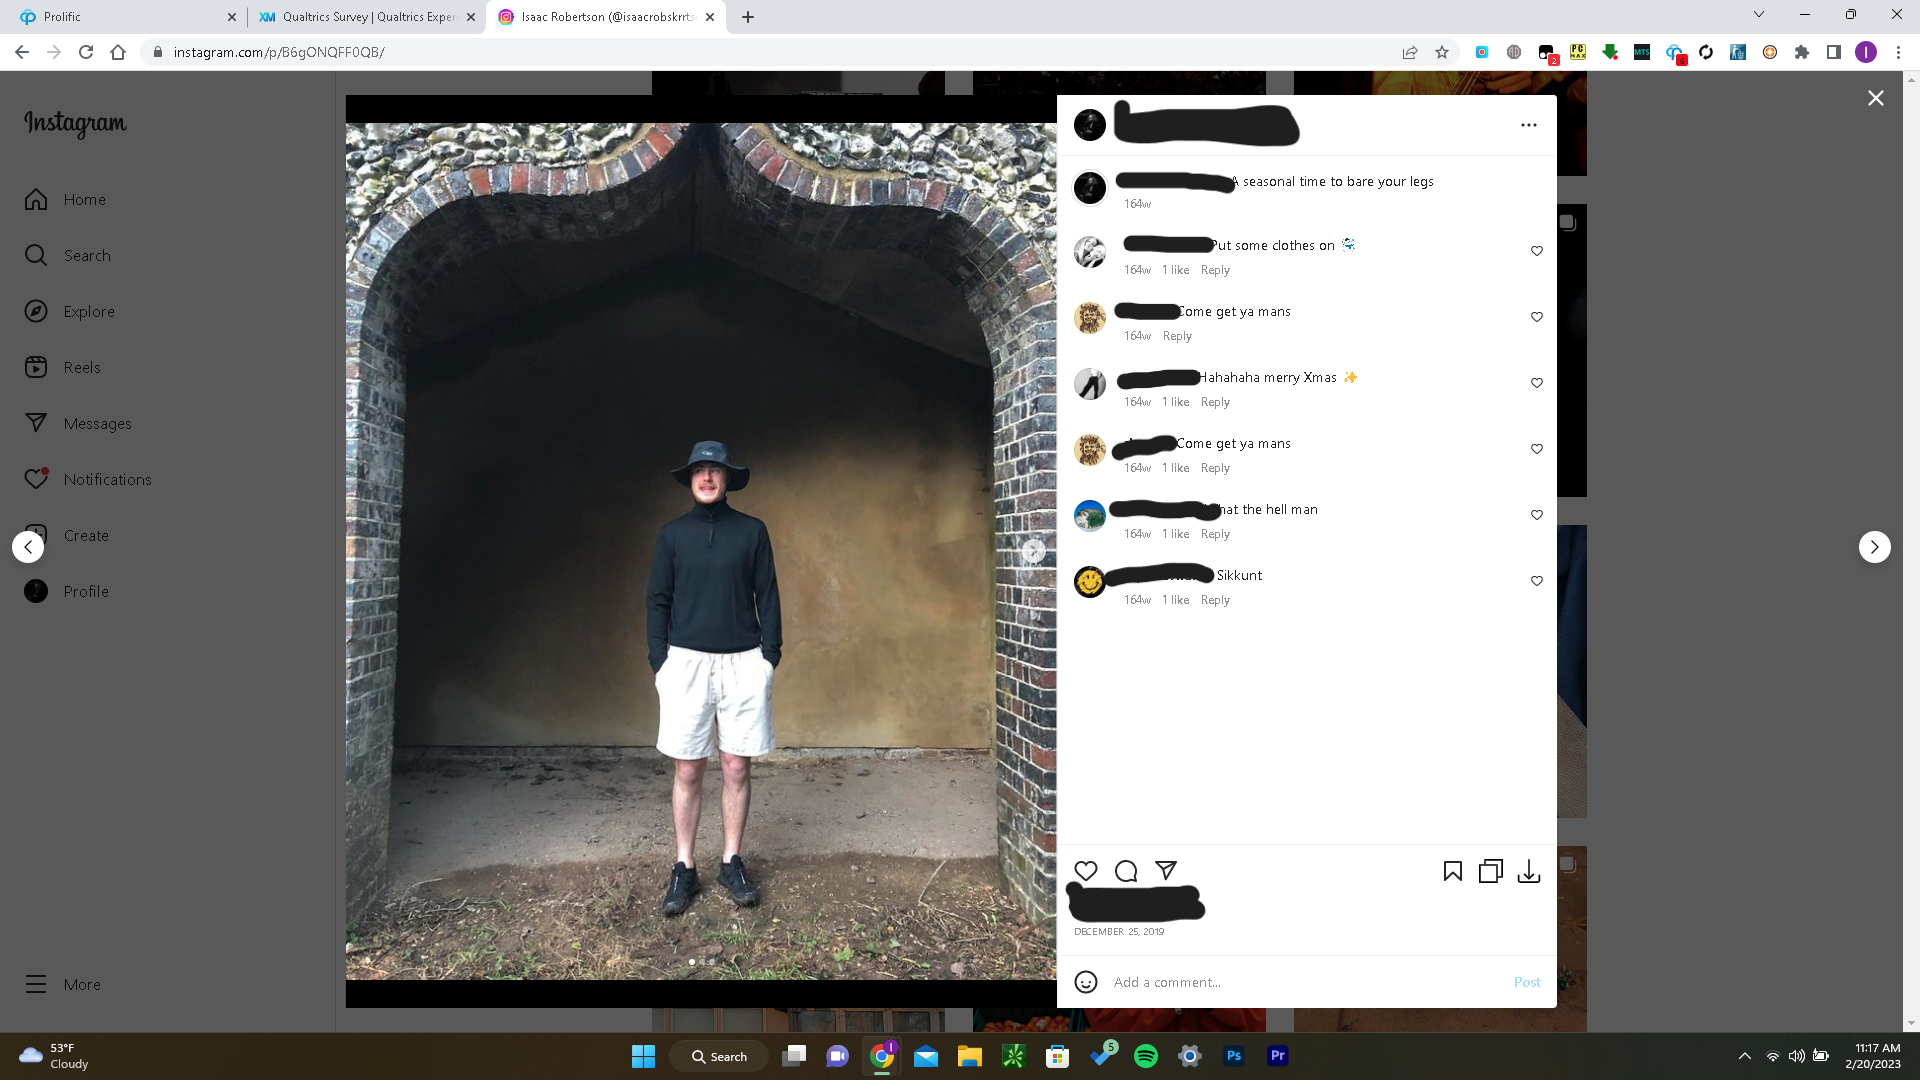 Prolific
Qualtrics Survey | Qualtrics Exper
Isaac Robertson (@isaacrobskrrts
instagram.com/p/B6gONQFF0QB/
Instagram
Home
Search
Explore
Reels
Messages
Notifications
Create
Profile
More
A seasonal time to bare your legs
164w
Put some clothes on
164w 1 like Reply
Come get ya mans
164w Reply
Hahahaha merry Xmas
164w 1 like Reply
Come get ya mans
164w 1 like Reply
hat the hell man
164w 1 like Reply
Sikkunt
164w 1 like Reply
DECEMBER 25, 2019
Add a comment...
Post
53°F
Cloudy
Search
5
Ps
Pr
11:17 AM
2/20/2023